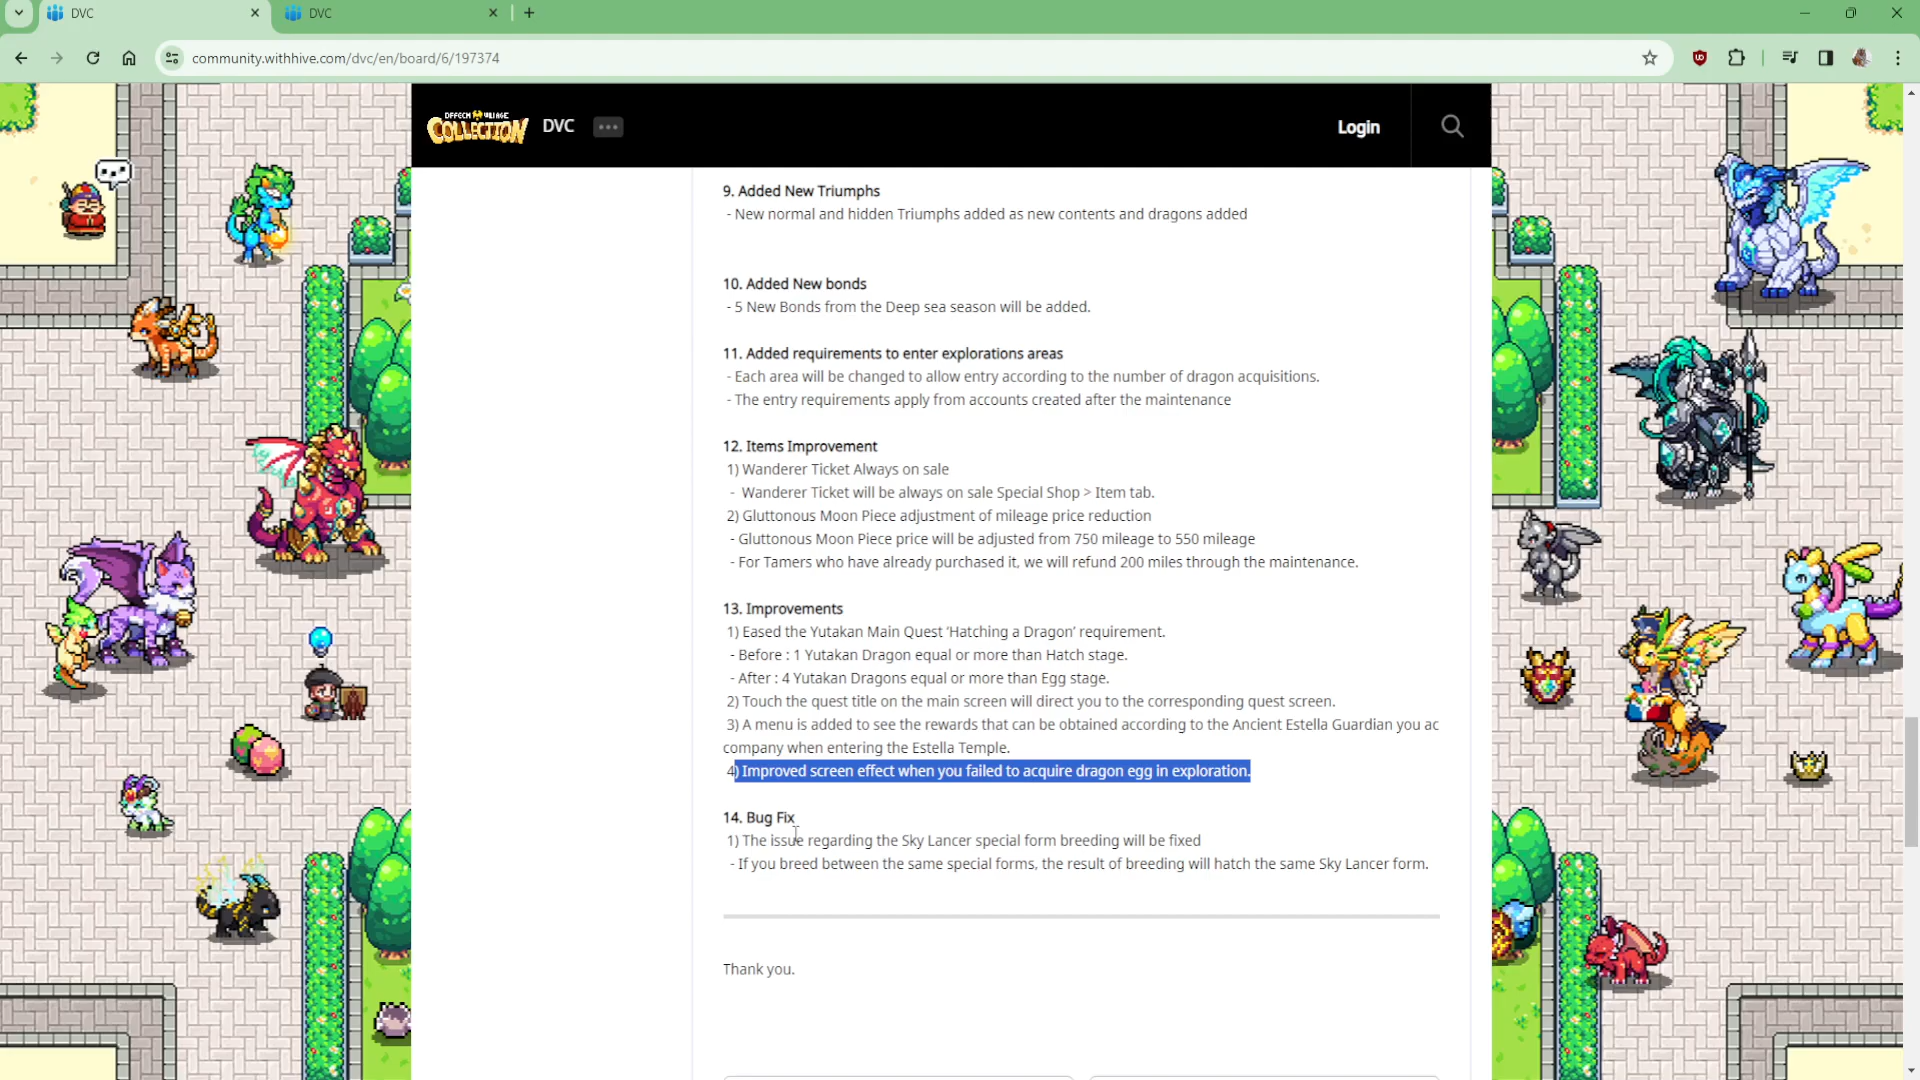 DVC
DVC
community.withhive.com/dvc/en/board/6/197374
COLLECTION
DVC
Login
9. Added New Triumphs
- New normal and hidden Triumphs added as new contents and dragons added
10. Added New bonds
- 5 New Bonds from the Deep sea season will be added.
11. Added requirements to enter explorations areas
- Each area will be changed to allow entry according to the number of dragon acquisitions.
- The entry requirements apply from accounts created after the maintenance
12. Items Improvement
1) Wanderer Ticket Always on sale
- Wanderer Ticket will be always on sale Special Shop > Item tab.
2) Gluttonous Moon Piece adjustment of mileage price reduction
- Gluttonous Moon Piece price will be adjusted from 750 mileage to 550 mileage
- For Tamers who have already purchased it, we will refund 200 miles through the maintenance.
13. Improvements
1) Eased the Yutakan Main Quest ‘Hatching a Dragon’ requirement.
- Before : 1 Yutakan Dragon equal or more than Hatch stage.
- After : 4 Yutakan Dragons equal or more than Egg stage.
2) Touch the quest title on the main screen will direct you to the corresponding quest screen.
3) A menu is added to see the rewards that can be obtained according to the Ancient Estella Guardian you ac
company when entering the Estella Temple.
4) Improved screen effect when you failed to acquire dragon egg in exploration.
14. Bug Fix
1) The issue regarding the Sky Lancer special form breeding will be fixed
- If you breed between the same special forms, the result of breeding will hatch the same Sky Lancer form.
Thank you.